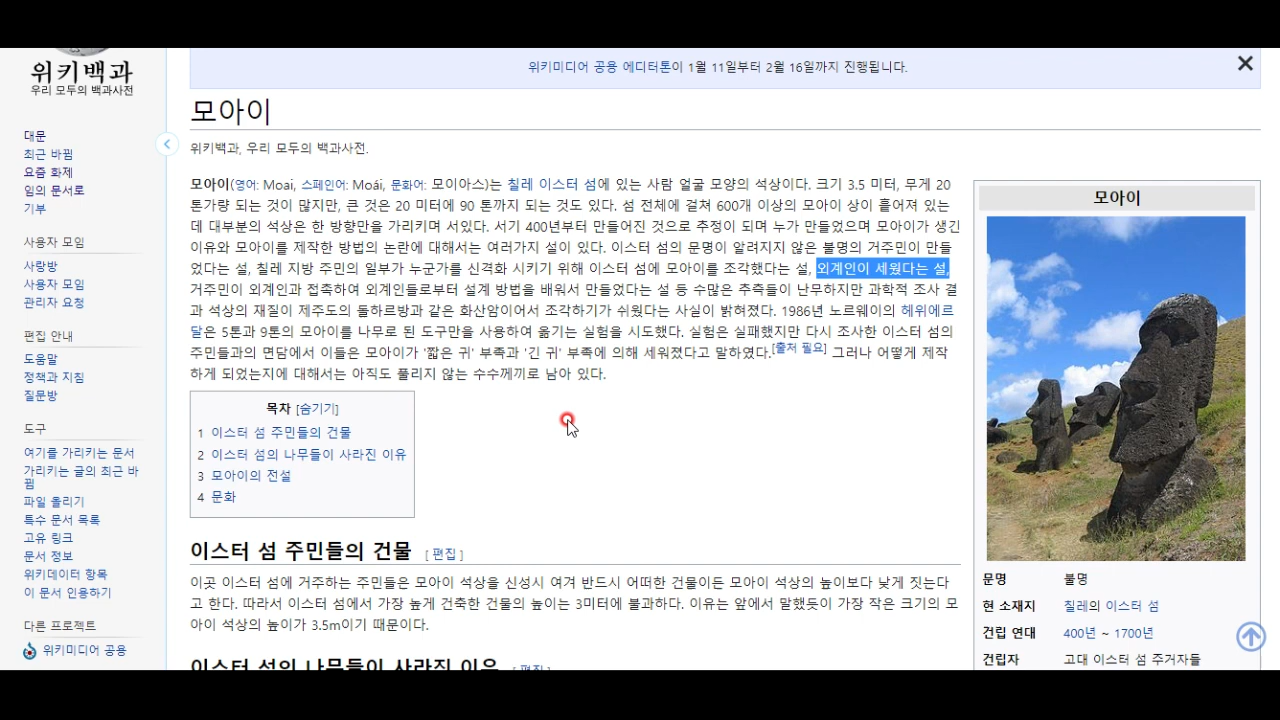 위키백과
우리 모두의 백과사전
대문
최근 바뀜
요즘 화제
임의 문서로
기부
사용자 모임
사랑방
사용자 모임
관리자 요청
편집 안내
도움말
정책과 지침
질문방
도구
여기를 가리키는 문서
가리키는 글의 최근 바
뀜
파일 올리기
특수 문서 목록
고유 링크
문서 정보
위키데이터 항목
이 문서 인용하기
다른 프로젝트
위키미디어 공용
위키미디어 공용 에디터톤이 1월 11일부터 2월 16일까지 진행됩니다.
모아이
위키백과, 우리 모두의 백과사전.
모아이(영어: Moai, 스페인어: Moái, 문화어: 모이아스)는 칠레 이스터 섬에 있는 사람 얼굴 모양의 석상이다. 크기 3.5 미터, 무게 20
톤가량 되는 것이 많지만, 큰 것은 20 미터에 90 톤까지 되는 것도 있다. 섬 전체에 걸쳐 600개 이상의 모아이 상이 흩어져 있는
데 대부분의 석상은 한 방향만을 가리키며 서있다. 서기 400년부터 만들어진 것으로 추정이 되며 누가 만들었으며 모아이가 생긴
이유와 모아이를 제작한 방법의 논란에 대해서는 여러가지 설이 있다. 이스터 섬의 문명이 알려지지 않은 불명의 거주민이 만들
었다는 설, 칠레 지방 주민의 일부가 누군가를 신격화 시키기 위해 이스터 섬에 모아이를 조각했다는 설, 외계인이 세웠다는 설,
거주민이 외계인과 접촉하여 외계인들로부터 설계 방법을 배워서 만들었다는 설 등 수많은 추측들이 난무하지만 과학적 조사 결
과 석상의 재질이 제주도의 돌하르방과 같은 화산암이어서 조각하기가 쉬웠다는 사실이 밝혀졌다. 1986년 노르웨이의 헤위에르
달은 5톤과 9톤의 모아이를 나무로 된 도구만을 사용하여 옮기는 실험을 시도했다. 실험은 실패했지만 다시 조사한 이스터 섬의
주민들과의 면담에서 이들은 모아이가 '짧은 귀' 부족과 '긴 귀' 부족에 의해 세워졌다고 말하였다.[출처 필요] 그러나 어떻게 제작
하게 되었는지에 대해서는 아직도 풀리지 않는 수수께끼로 남아 있다.
목차 [숨기기]
1 이스터 섬 주민들의 건물
2 이스터 섬의 나무들이 사라진 이유
3 모아이의 전설
4 문화
이스터 섬 주민들의 건물 [ 편집 ]
이곳 이스터 섬에 거주하는 주민들은 모아이 석상을 신성시 여겨 반드시 어떠한 건물이든 모아이 석상의 높이보다 낮게 짓는다
고 한다. 따라서 이스터 섬에서 가장 높게 건축한 건물의 높이는 3미터에 불과하다. 이유는 앞에서 말했듯이 가장 작은 크기의 모
아이 석상의 높이가 3.5m이기 때문이다.
이스터 섬의 나무들이 사라진 이유 [ 편집 ]
모아이
문명 불명
현 소재지 칠레의 이스터 섬
건립 연대 400년 ~ 1700년
건립자 고대 이스터 섬 주거자들